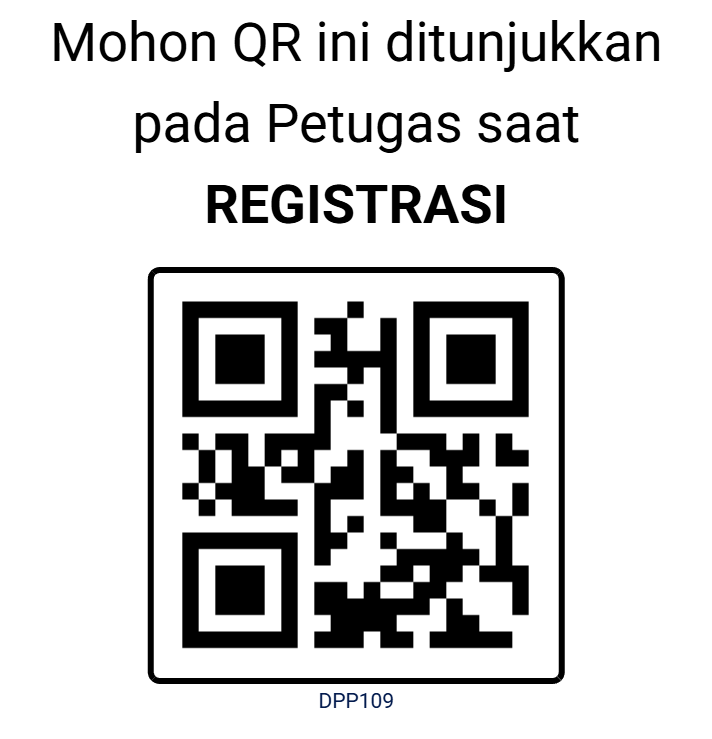 Mohon QR ini ditunjukkan
pada Petugas saat
REGISTRASI
DPP109